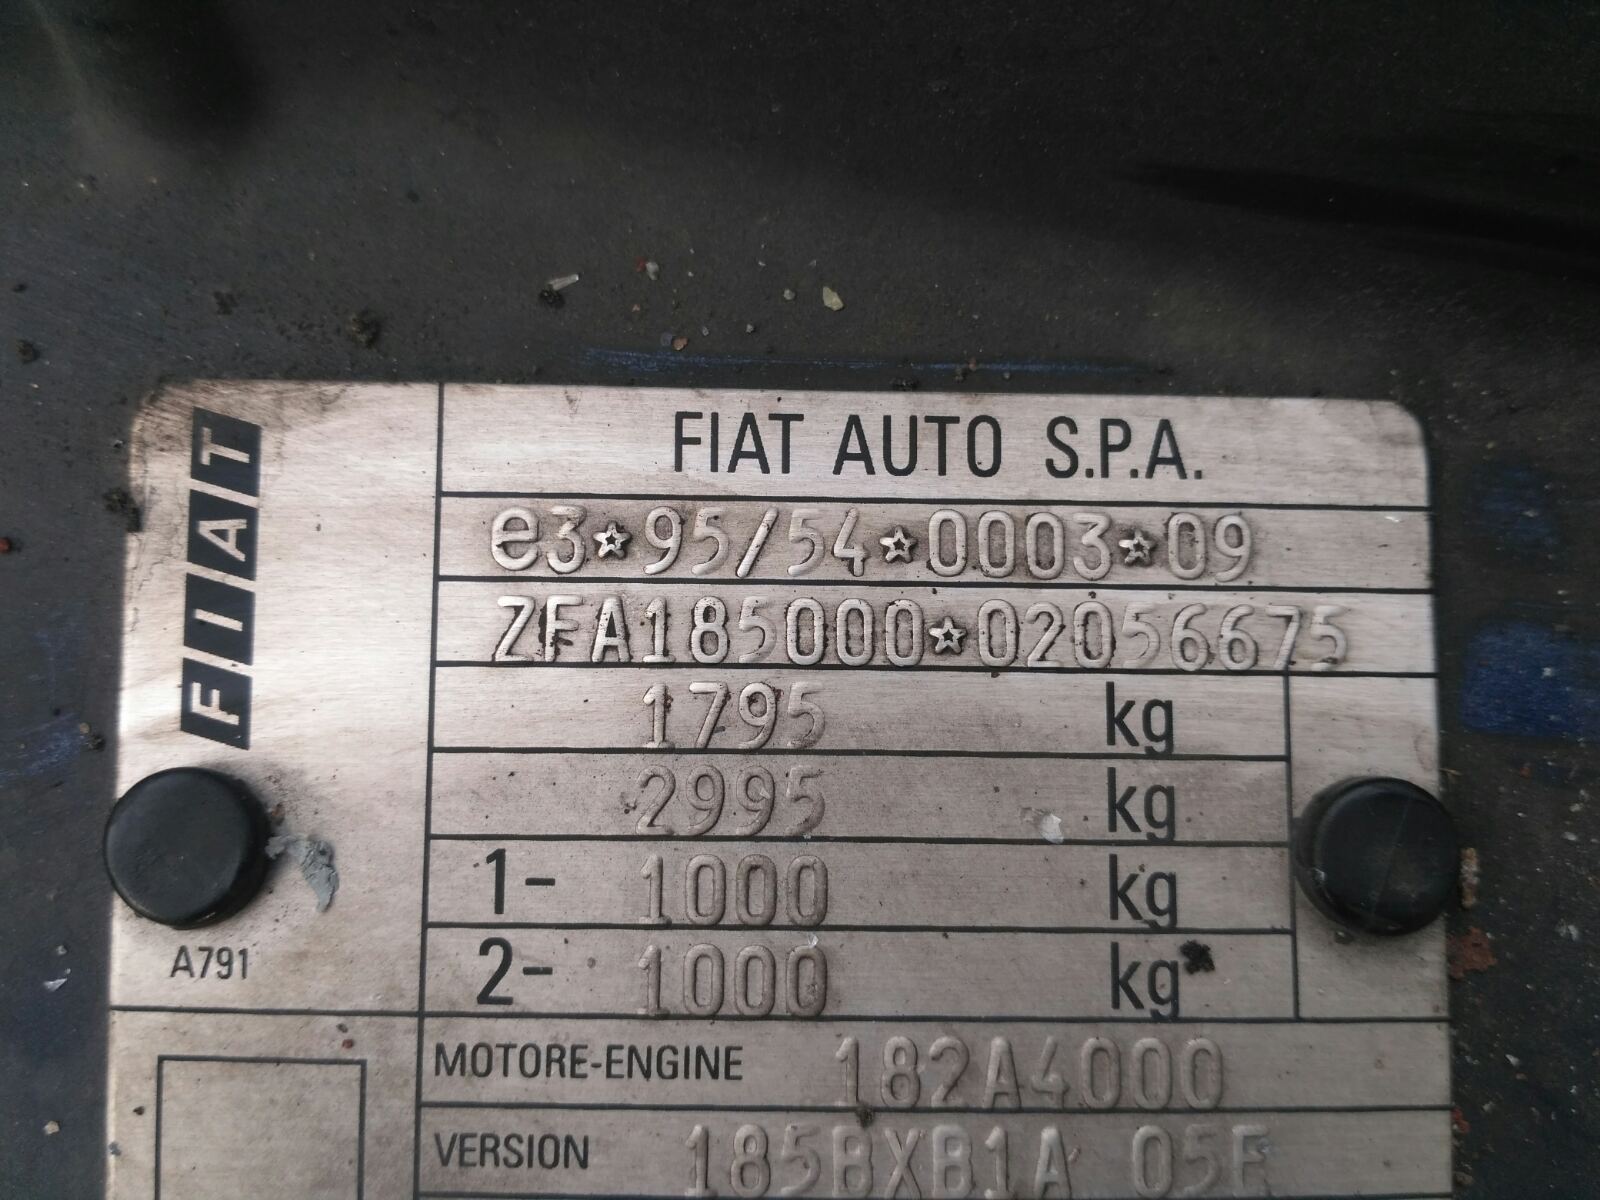 FIAT
FIAT AUTO S.P.A.
e3*95/54*0003*09
ZFA185000*02056675
1795 kg
2995 kg
1- 1000 kg
2- 1000 kg
A791
MOTORE-ENGINE 182A4000
VERSION 185BXB1A 05E